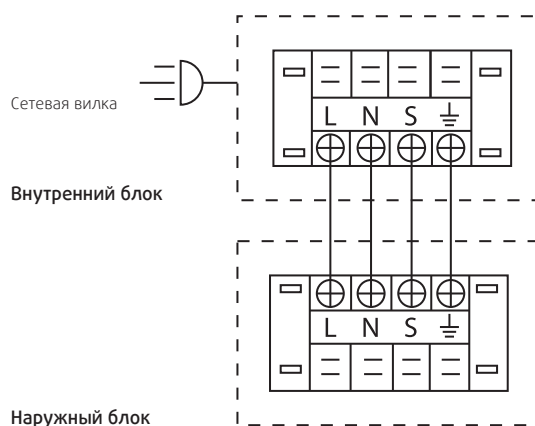 L N S ⏚
Сетевая вилка
Внутренний блок
L N S ⏚
Наружный блок